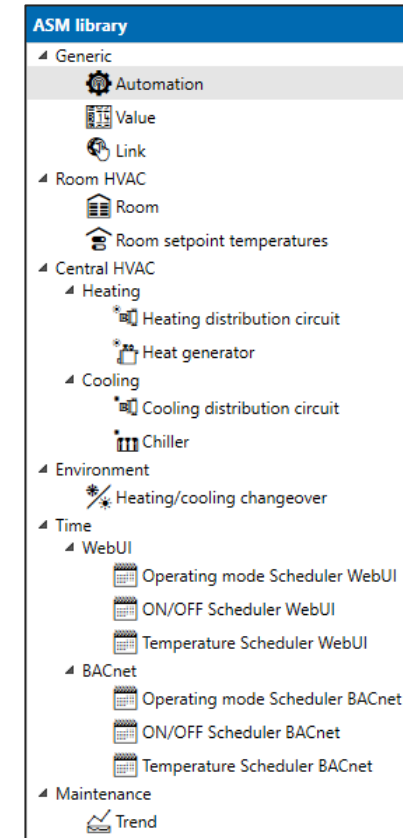 ASM library
Generic
Automation
Value
Link
Room HVAC
Room
Room setpoint temperatures
Central HVAC
Heating
Heating distribution circuit
Heat generator
Cooling
Cooling distribution circuit
Chiller
Environment
Heating/cooling changeover
Time
WebUI
Operating mode Scheduler WebUI
ON/OFF Scheduler WebUI
Temperature Scheduler WebUI
BACnet
Operating mode Scheduler BACnet
ON/OFF Scheduler BACnet
Temperature Scheduler BACnet
Maintenance
Trend